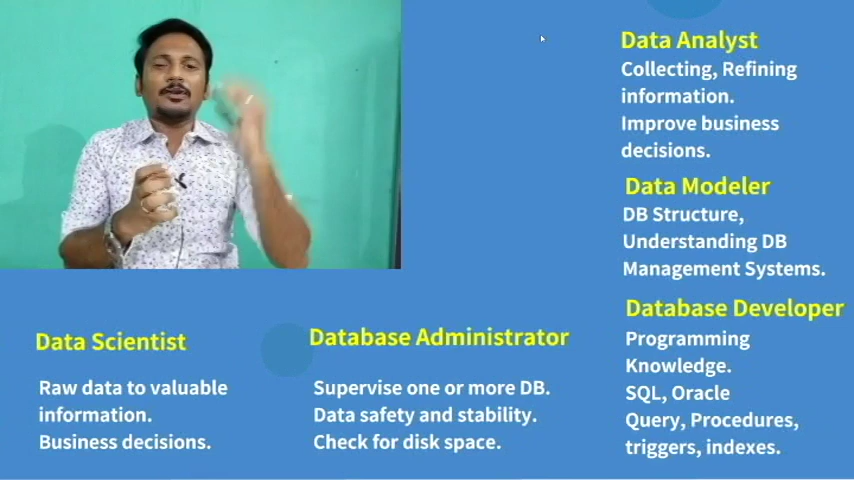 Data Analyst
Collecting, Refining
information.
Improve business
decisions.
Data Modeler
DB Structure,
Understanding DB
Management Systems.
Database Developer
Programming
Knowledge.
SQL, Oracle
Query, Procedures,
triggers, indexes.
Data Scientist
Raw data to valuable
information.
Business decisions.
Database Administrator
Supervise one or more DB.
Data safety and stability.
Check for disk space.